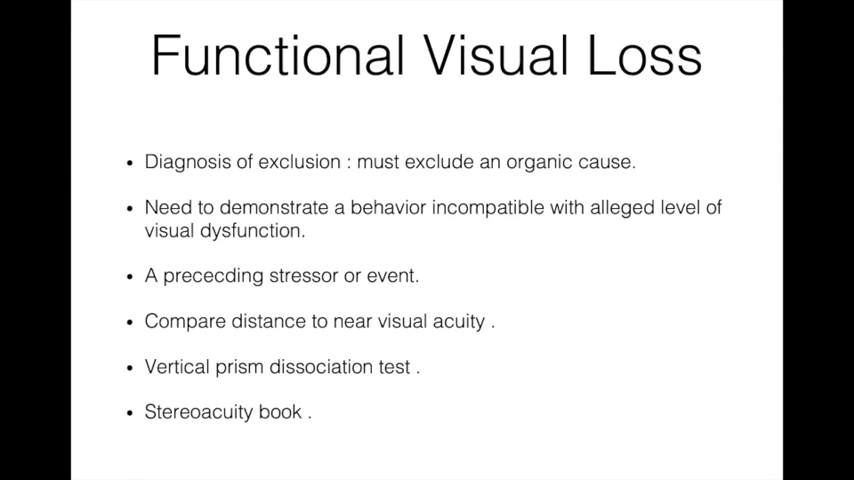 Functional Visual Loss
• Diagnosis of exclusion : must exclude an organic cause.
• Need to demonstrate a behavior incompatible with alleged level of
visual dysfunction.
• A prececding stressor or event.
• Compare distance to near visual acuity .
• Vertical prism dissociation test .
• Stereoacuity book .